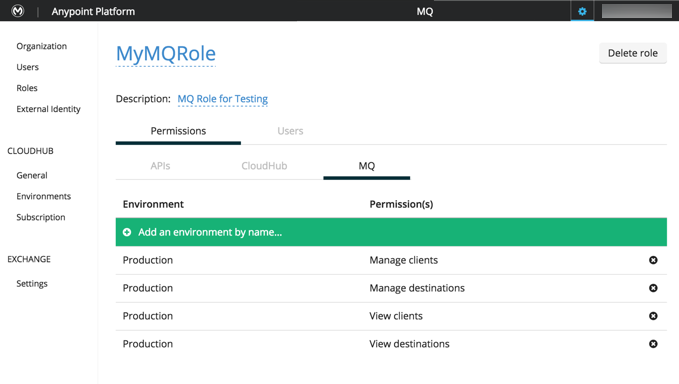 Anypoint Platform
MQ
Organization
Users
Roles
External Identity
CLOUDHUB
General
Environments
Subscription
EXCHANGE
Settings
MyMQRole
Delete role
Description: MQ Role for Testing
Permissions Users
APIs CloudHub MQ
Environment Permission(s)
Add an environment by name...
Production Manage clients
Production Manage destinations
Production View clients
Production View destinations